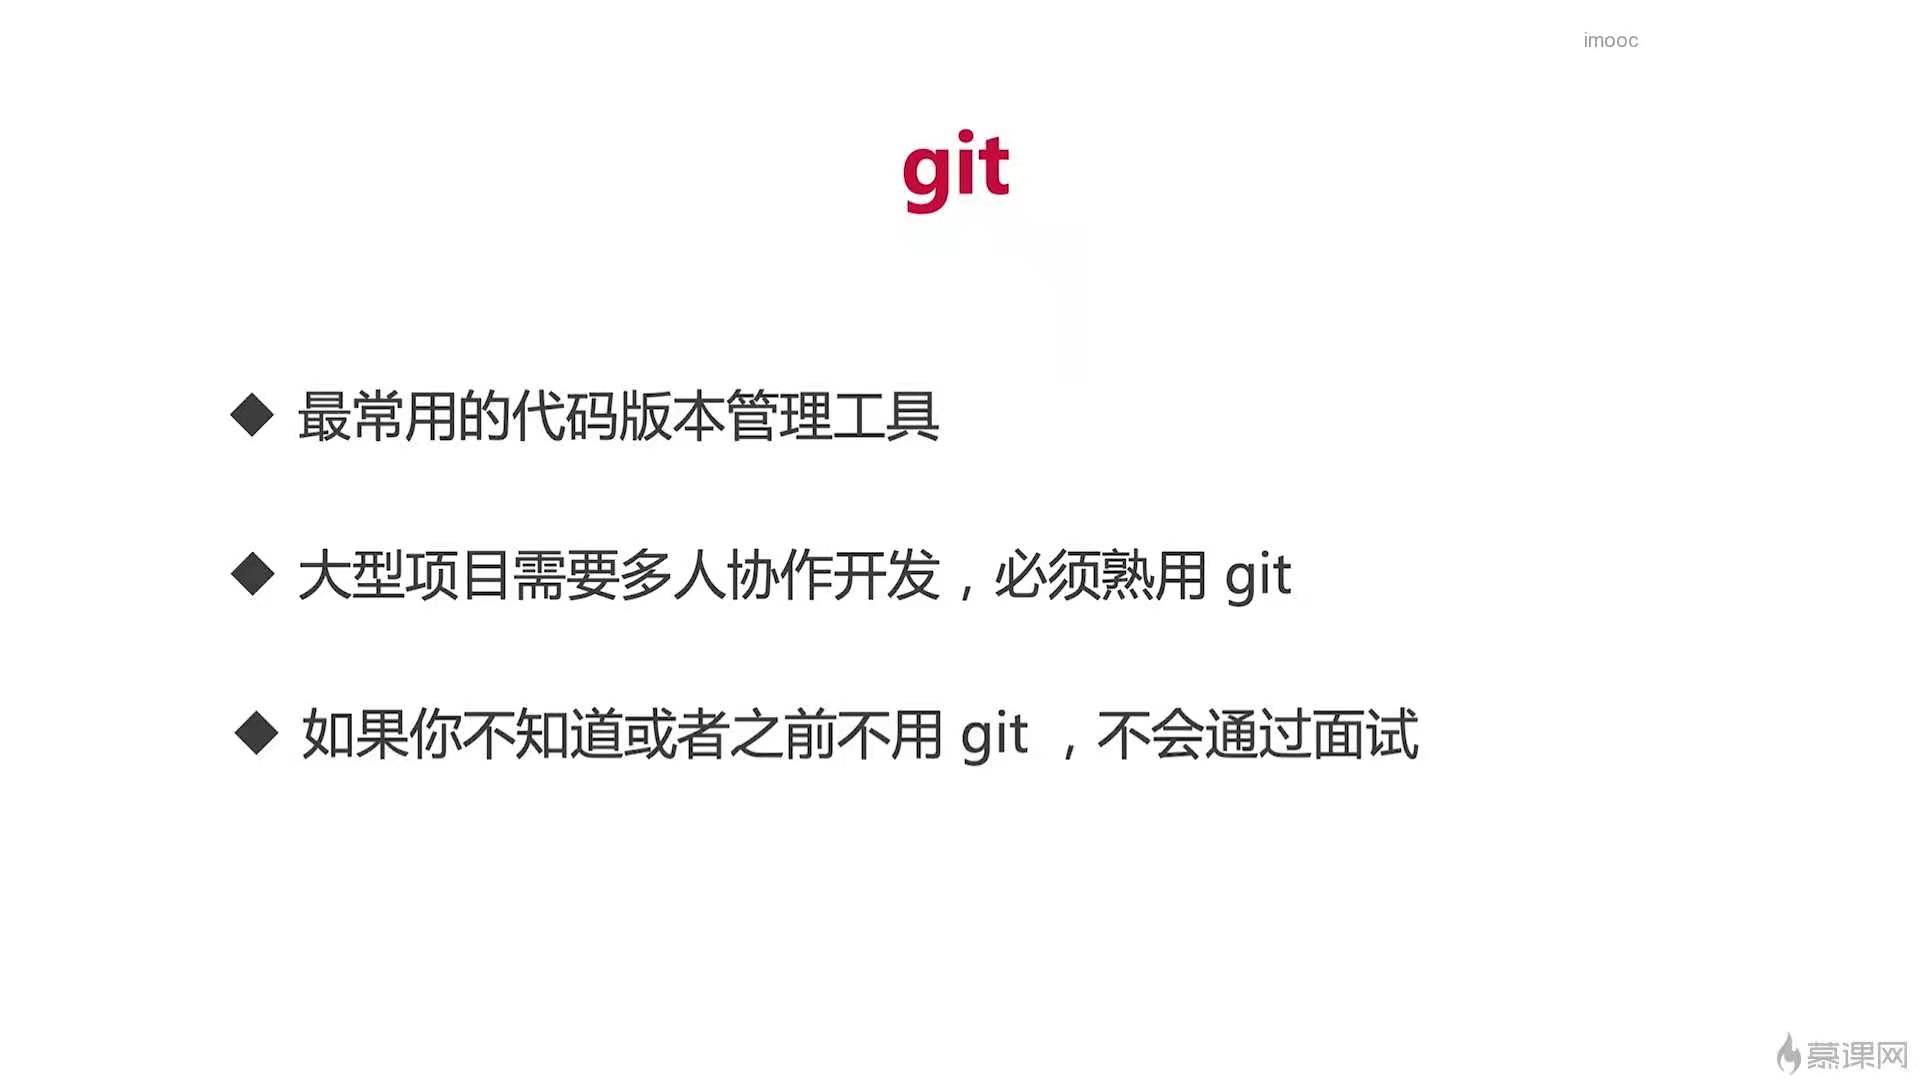 imooc
git
最常用的代码版本管理工具
大型项目需要多人协作开发，必须熟用 git
如果你不知道或者之前不用 git ，不会通过面试
慕课网